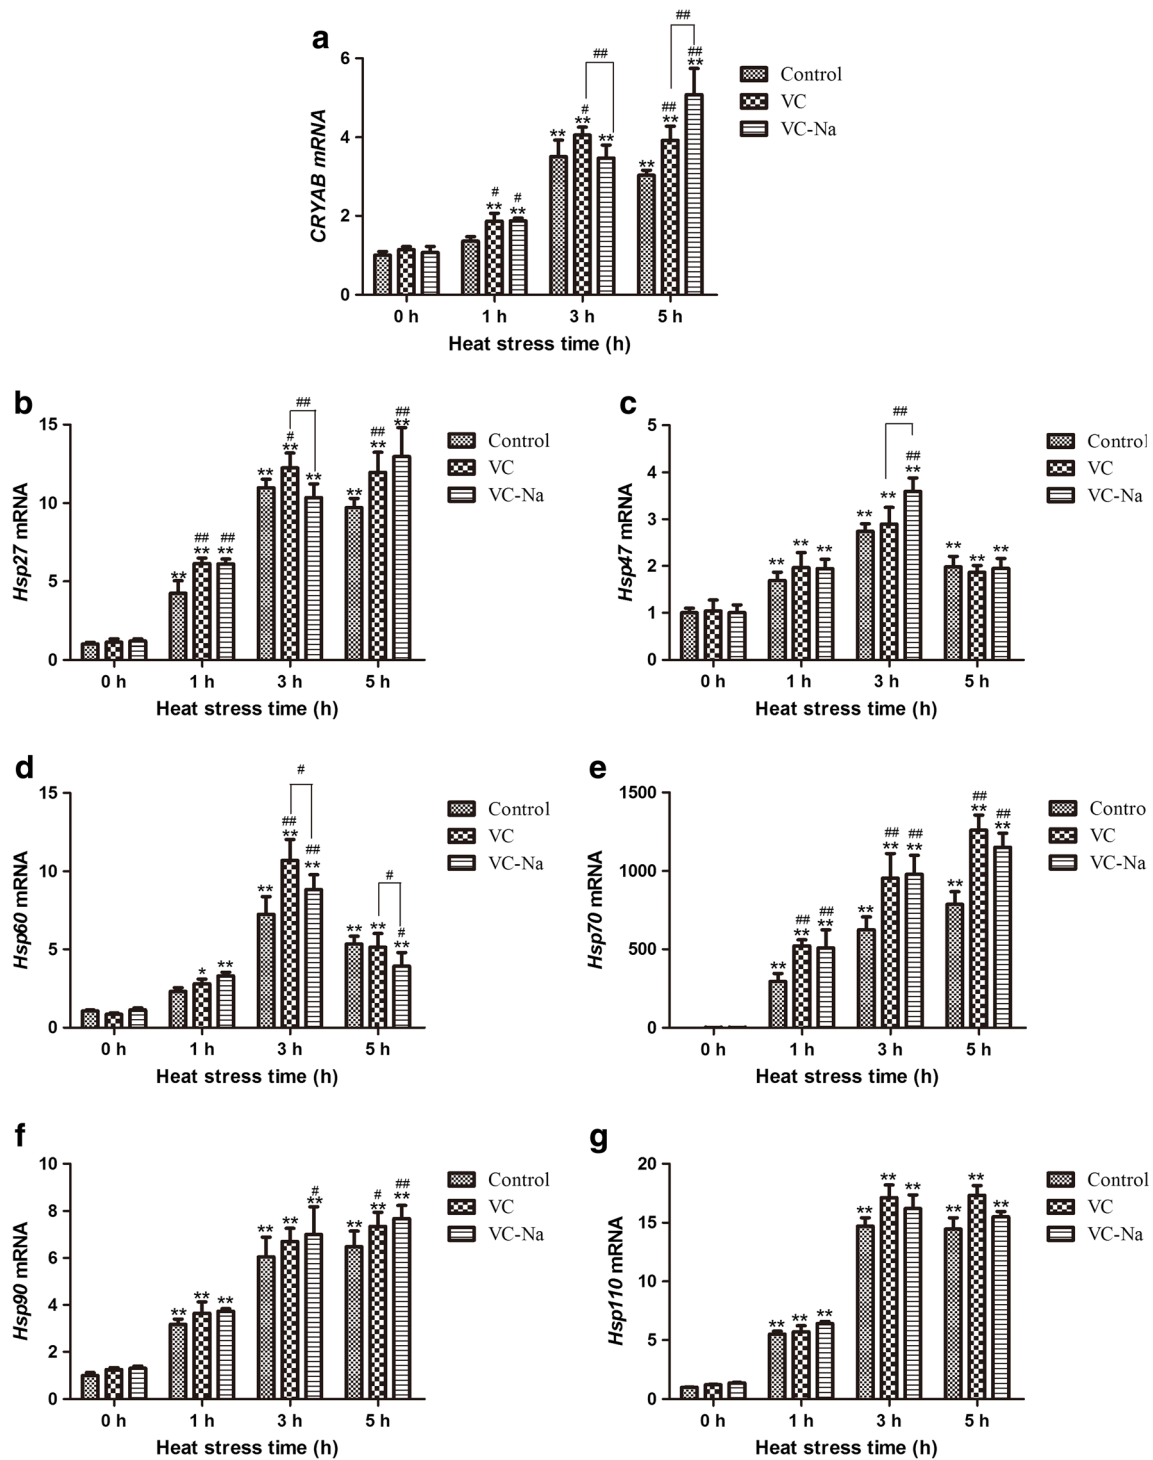 a
##
6
##
##
**
Control
VC
VC-Na
##
#
**
**
##
**
**
4
**
CRYAB mRNA
#
**
#
**
2
0
0 h
1 h
3 h
5 h
Heat stress time (h)
b
15
##
#
**
**
**
##
**
##
**
**
Control
VC
VC-Na
Hsp27 mRNA
10
##
**
##
**
**
5
0
0 h
1 h
3 h
5 h
Heat stress time (h)
c
5
##
##
**
**
**
Control
VC
VC-Na
Hsp47 mRNA
4
3
**
**
**
**
**
**
2
1
0
0 h
1 h
3 h
5 h
Heat stress time (h)
d
15
#
##
**
##
**
**
Control
VC
VC-Na
Hsp60 mRNA
10
#
**
**
#
**
5
*
**
0
0 h
1 h
3 h
5 h
Heat stress time (h)
e
1500
##
**
##
**
Contro
VC
VC-Na
Hsp70 mRNA
1000
##
**
##
**
**
**
##
**
##
**
**
500
0
0 h
1 h
3 h
5 h
Heat stress time (h)
f
10
#
**
**
**
#
**
##
**
**
Control
VC
VC-Na
Hsp90 mRNA
8
6
4
**
**
**
2
0
0 h
1 h
3 h
5 h
Heat stress time (h)
g
20
**
**
**
**
**
**
Control
VC
VC-Na
Hsp110 mRNA
15
10
**
**
**
5
0
0 h
1 h
3 h
5 h
Heat stress time (h)